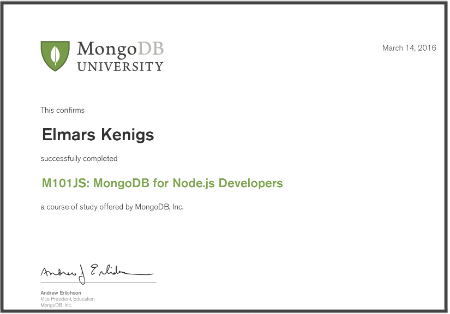 MongoDB
UNIVERSITY
March 14, 2016
This confirms
Elmars Kenigs
successfully completed
M101JS: MongoDB for Node.js Developers
a course of study offered by MongoDB, Inc.
Andrew Erlichson
Vice President, Education
MongoDB, Inc.